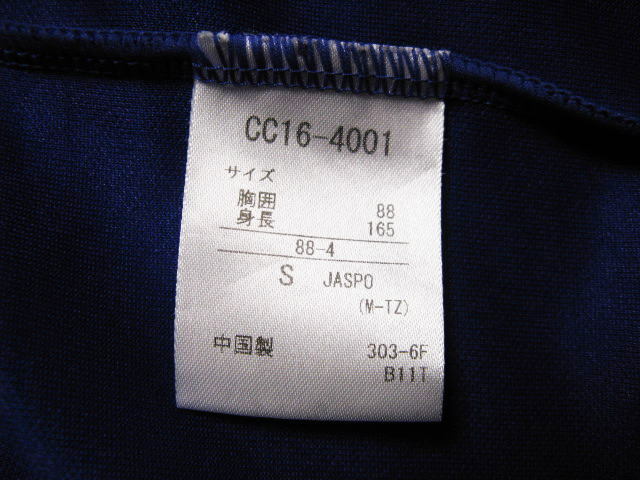 CC16-4001
サイズ
胸囲 88
身長 165
88-4
S JASPO
(M-TZ)
中国製 303-6F
B11T